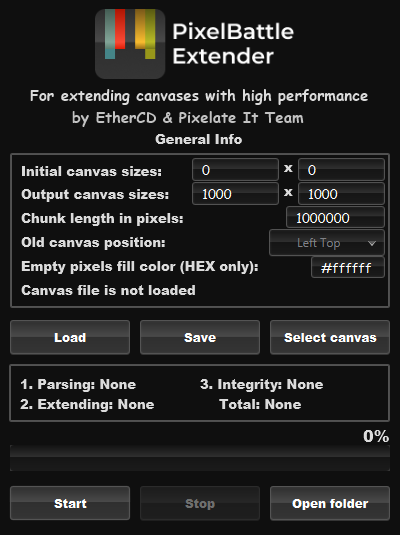 PixelBattle
Extender
For extending canvases with high performance
by EtherCD & Pixelate It Team
General Info
Initial canvas sizes: 0 x 0
Output canvas sizes: 1000 x 1000
Chunk length in pixels: 1000000
Old canvas position: Left Top
Empty pixels fill color (HEX only): #ffffff
Canvas file is not loaded
Load Save Select canvas
1. Parsing: None 3. Integrity: None
2. Extending: None Total: None
0%
Start Stop Open folder